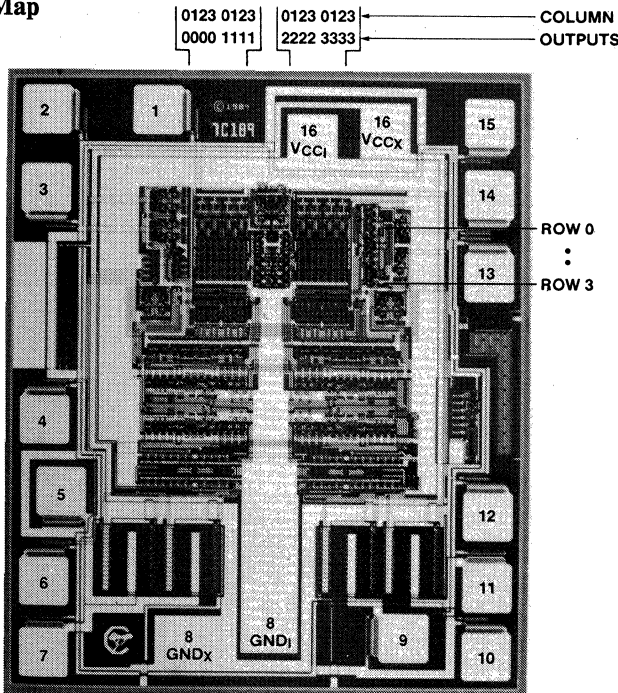 Map
0123 0123 0123 0123 COLUMN
0000 1111 2222 3333 OUTPUTS
2
1
© 1989
7C189
16
VCCI
16
VCCX
15
3
14
ROW 0
13
ROW 3
4
5
12
6
11
8
GNDX
8
GNDI
9
7
10